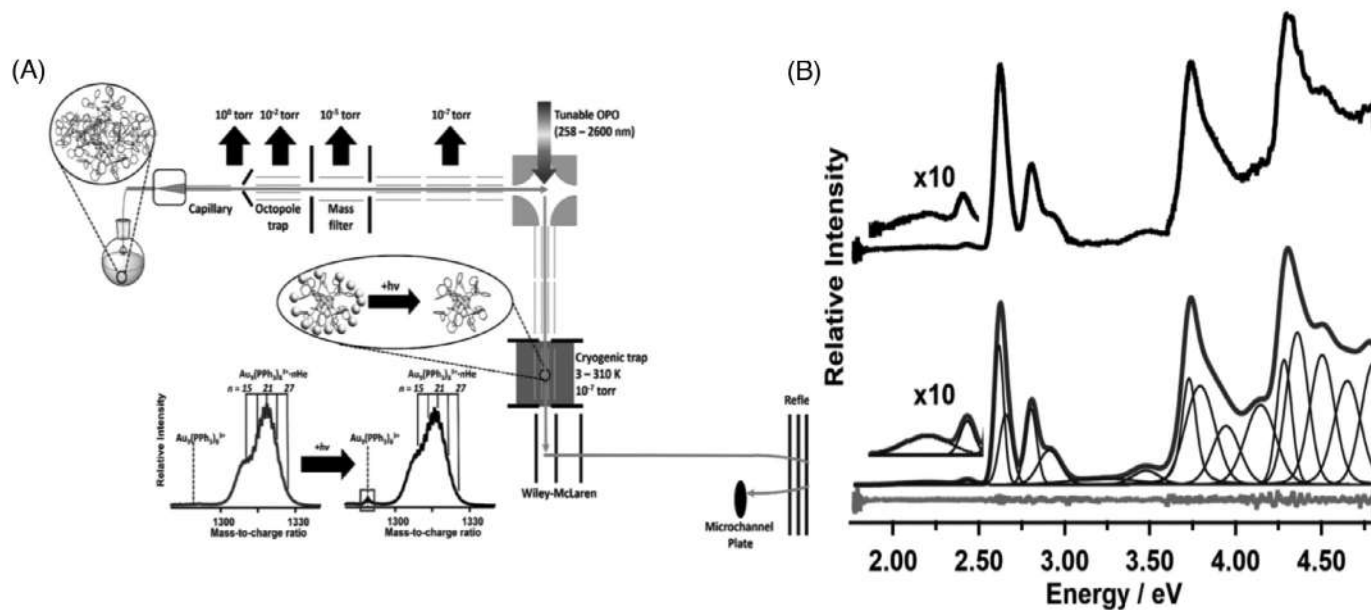 (A)
10⁰ torr
10⁻² torr
10⁻⁵ torr
10⁻⁷ torr
Tunable OPO
(258 – 2600 nm)
Capillary
Octopole
trap
Mass
filter
+hν
Cryogenic trap
3 – 310 K
10⁻⁷ torr
Au₉(PPh₃)₈³⁺·nHe
n = 15 21 27
Au₉(PPh₃)₈³⁺
Relative Intensity
1300 1330
Mass-to-charge ratio
+hν
Au₉(PPh₃)₈³⁺·nHe
n = 15 21 27
Au₉(PPh₃)₈³⁺
1300 1330
Mass-to-charge ratio
Wiley-McLaren
Refle
Microchannel
Plate
(B)
Relative Intensity
x10
Relative Intensity
x10
2.00 2.50 3.00 3.50 4.00 4.50
Energy / eV